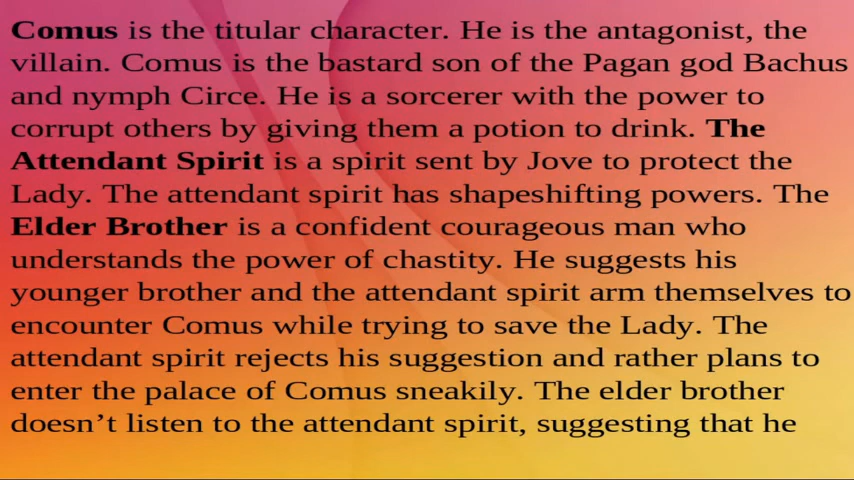 Comus is the titular character. He is the antagonist, the
villain. Comus is the bastard son of the Pagan god Bachus
and nymph Circe. He is a sorcerer with the power to
corrupt others by giving them a potion to drink. The
Attendant Spirit is a spirit sent by Jove to protect the
Lady. The attendant spirit has shapeshifting powers. The
Elder Brother is a confident courageous man who
understands the power of chastity. He suggests his
younger brother and the attendant spirit arm themselves to
encounter Comus while trying to save the Lady. The
attendant spirit rejects his suggestion and rather plans to
enter the palace of Comus sneakily. The elder brother
doesn’t listen to the attendant spirit, suggesting that he